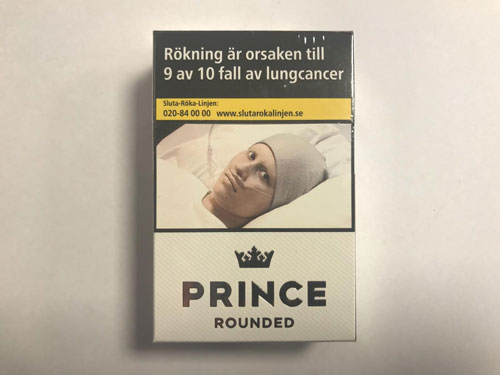 Rökning är orsaken till
9 av 10 fall av lungcancer
Sluta-Röka-Linjen:
020-84 00 00 www.slutarokalinjen.se
PRINCE
ROUNDED